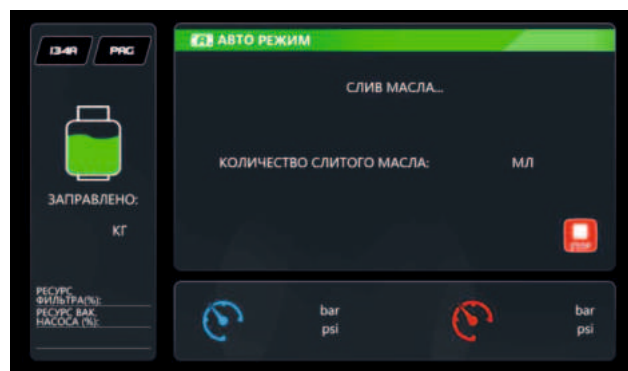 134A PAG
АВТО РЕЖИМ
СЛИВ МАСЛА...
КОЛИЧЕСТВО СЛИТОГО МАСЛА: МЛ
ЗАПРАВЛЕНО:
КГ
STOP
РЕСУРС
ФИЛЬТРА(%):
РЕСУРС ВАК.
НАСОСА (%):
bar
psi
bar
psi